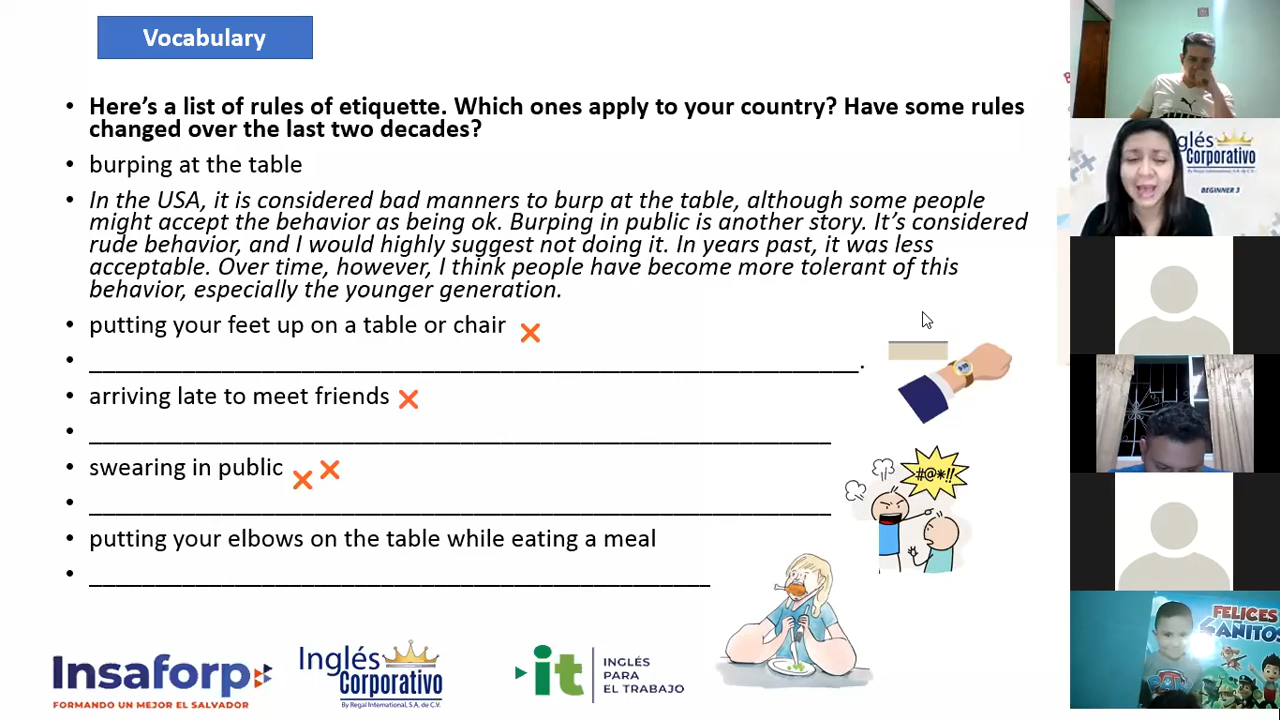 Vocabulary
• Here’s a list of rules of etiquette. Which ones apply to your country? Have some rules
changed over the last two decades?
• burping at the table
• In the USA, it is considered bad manners to burp at the table, although some people
might accept the behavior as being ok. Burping in public is another story. It’s considered
rude behavior, and I would highly suggest not doing it. In years past, it was less
acceptable. Over time, however, I think people have become more tolerant of this
behavior, especially the younger generation.
• putting your feet up on a table or chair
• arriving late to meet friends
• swearing in public
#@*!!
• putting your elbows on the table while eating a meal
Insaforp
FORMANDO UN MEJOR EL SALVADOR
Inglés
Corporativo
By Regal International, S.A. de C.V.
it
INGLÉS
PARA
EL TRABAJO
glés
Corporativo
By Regal International, S.A. de C.V.
BEGINNER 3
FELICES